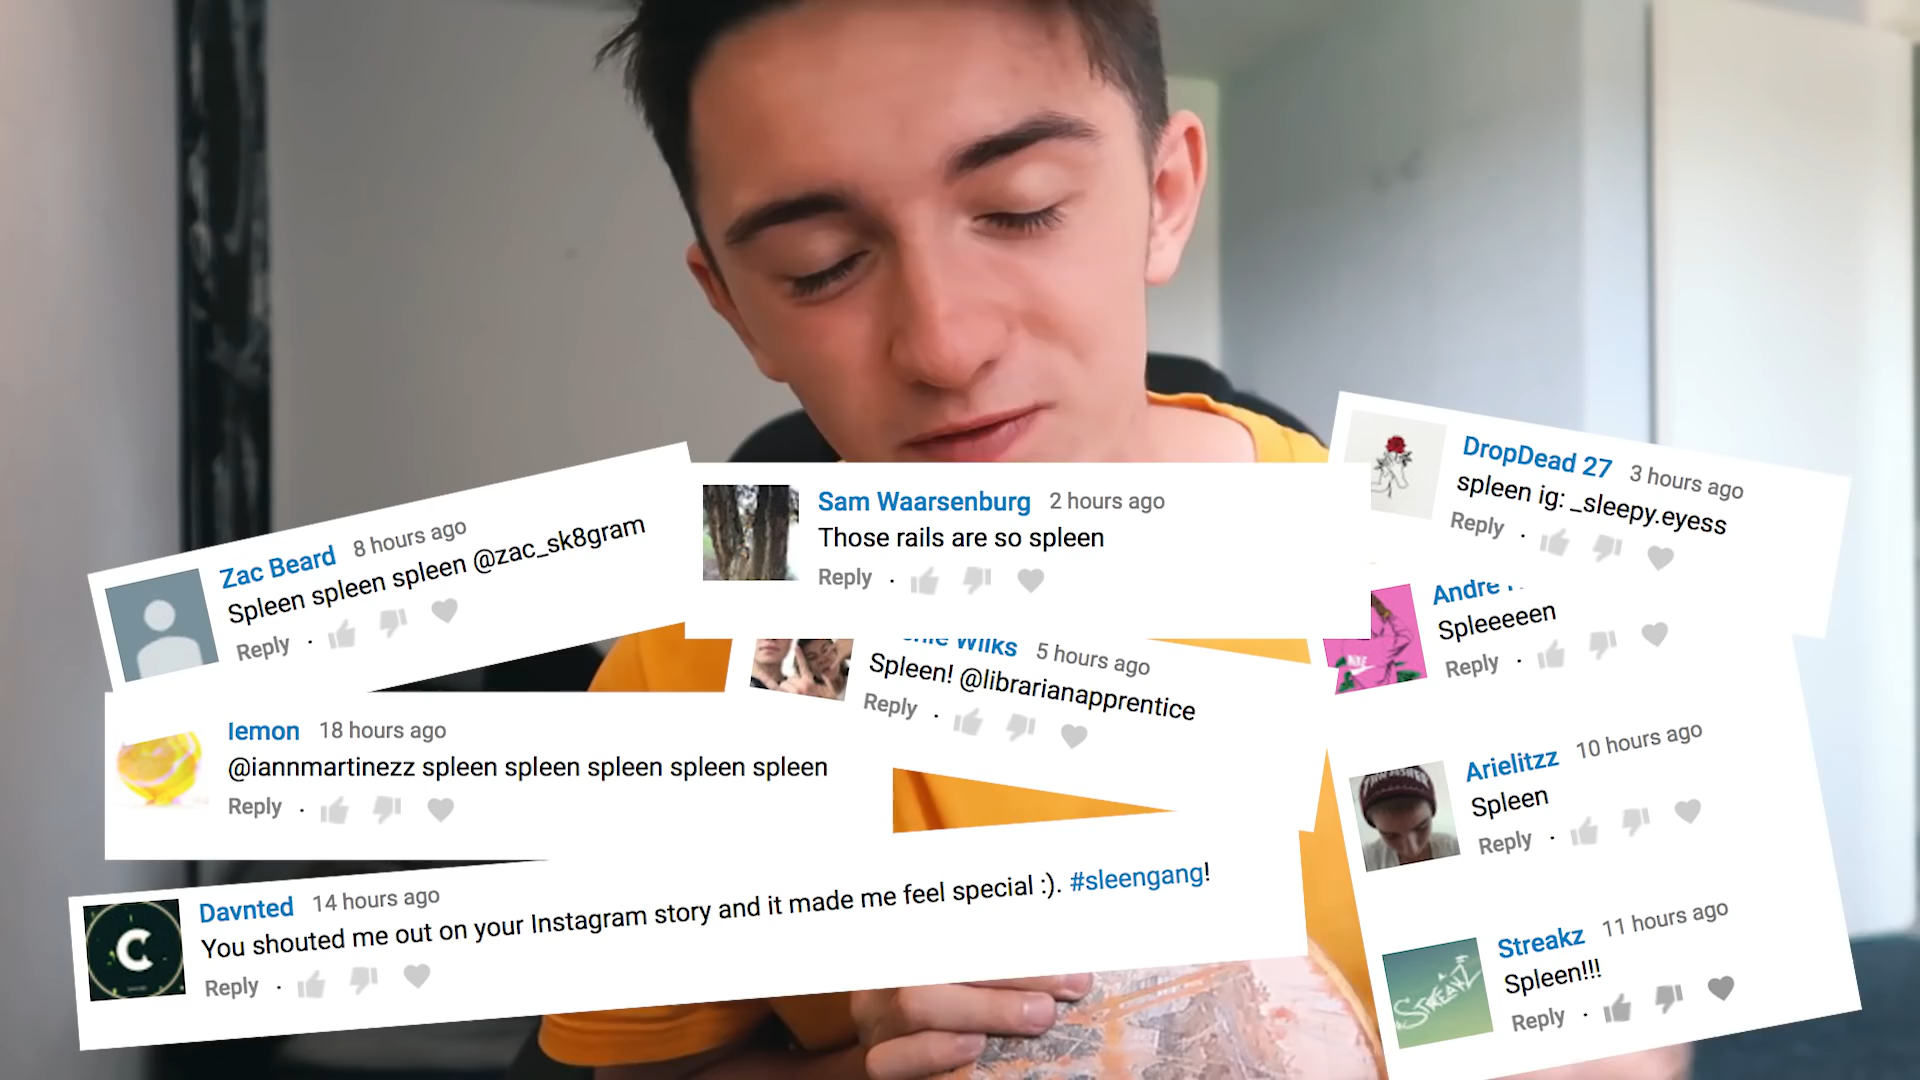 Zac Beard 8 hours ago
Spleen spleen spleen @zac_sk8gram
Reply
Sam Waarsenburg 2 hours ago
Those rails are so spleen
Reply
DropDead 27 3 hours ago
spleen ig: _sleepy.eyess
Reply
Andre
Spleeeeen
Reply
Wilks 5 hours ago
Spleen! @librarianapprentice
Reply
lemon 18 hours ago
@iannmartinezz spleen spleen spleen spleen spleen
Reply
Arielitzz 10 hours ago
Spleen
Reply
Davnted 14 hours ago
You shouted me out on your Instagram story and it made me feel special :). #sleengang!
Reply
Streakz 11 hours ago
Spleen!!!
Reply